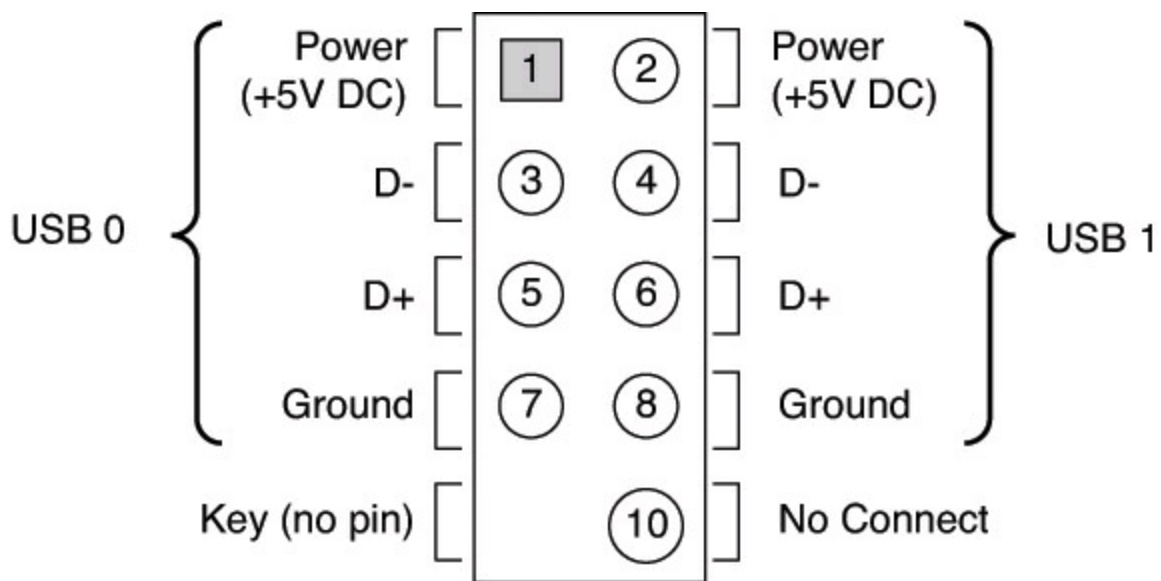 Power
(+5V DC)
1
2
Power
(+5V DC)
D-
3
4
D-
USB 0
USB 1
D+
5
6
D+
Ground
7
8
Ground
Key (no pin)
10
No Connect